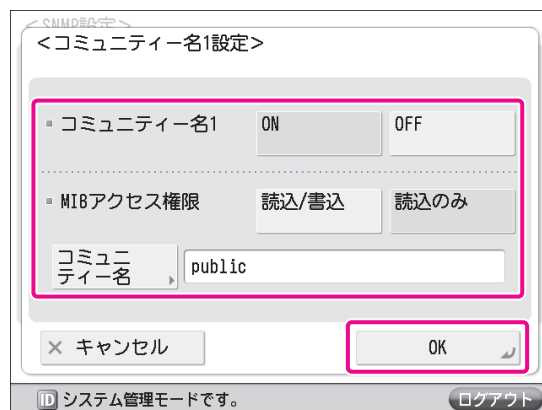 <SNMP設定>
<コミュニティー名1設定>
コミュニティー名1 ON OFF
MIBアクセス権限 読込/書込 読込のみ
コミュニ
ティー名 public
× キャンセル OK
ID システム管理モードです。 ログアウト